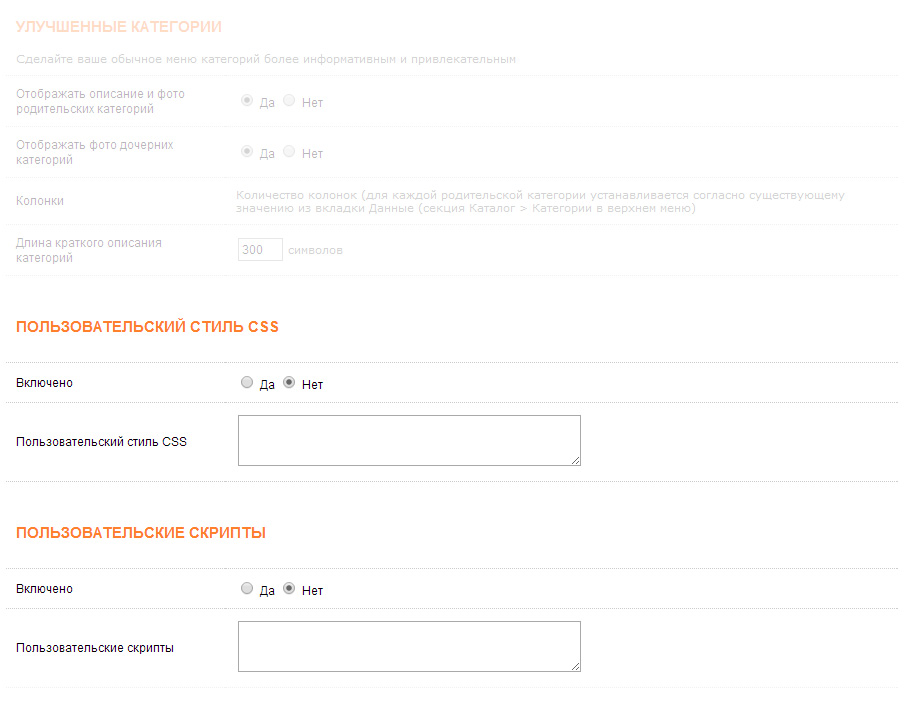 УЛУЧШЕННЫЕ КАТЕГОРИИ
Сделайте ваше обычное меню категорий более информативным и привлекательным
Отображать описание и фото
родительских категорий
Да Нет
Отображать фото дочерних
категорий
Да Нет
Колонки
Количество колонок (для каждой родительской категории устанавливается согласно существующему
значению из вкладки Данные (секция Каталог > Категории в верхнем меню)
Длина краткого описания
категорий
300 символов
ПОЛЬЗОВАТЕЛЬСКИЙ СТИЛЬ CSS
Включено
Да Нет
Пользовательский стиль CSS
ПОЛЬЗОВАТЕЛЬСКИЕ СКРИПТЫ
Включено
Да Нет
Пользовательские скрипты